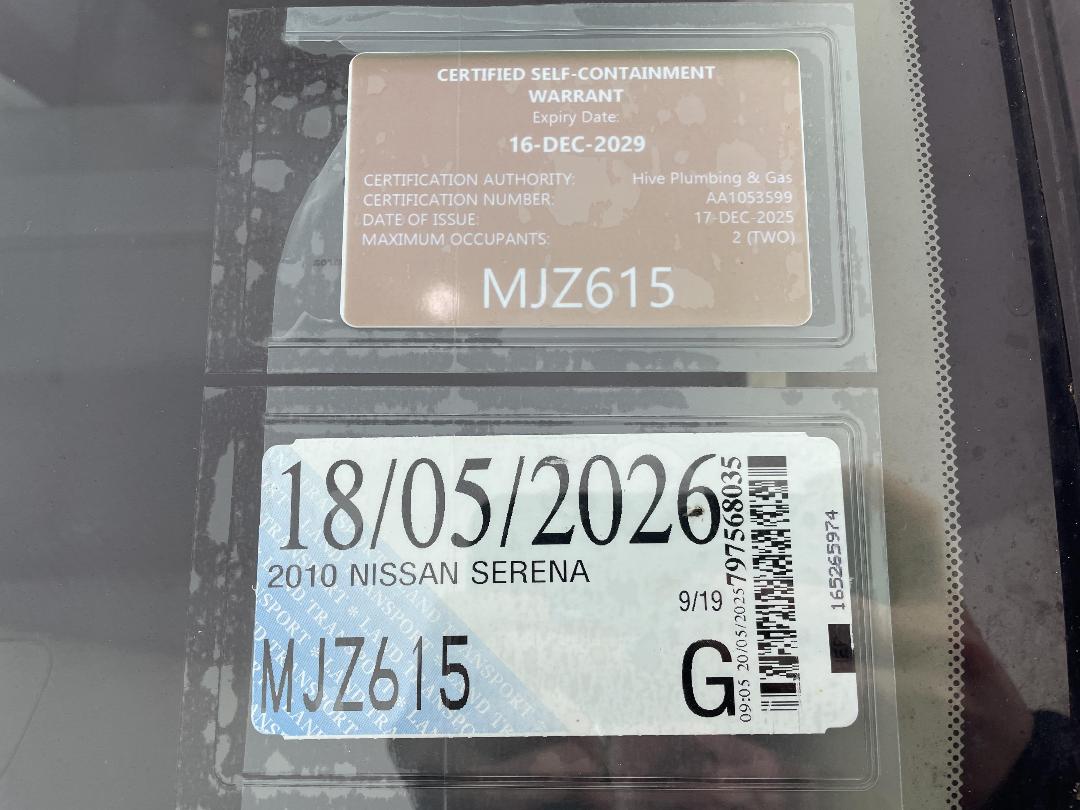 CERTIFIED SELF-CONTAINMENT
WARRANT
Expiry Date:
16-DEC-2029
CERTIFICATION AUTHORITY: Hive Plumbing & Gas
CERTIFICATION NUMBER: AA1053599
DATE OF ISSUE: 17-DEC-2025
MAXIMUM OCCUPANTS: 2 (TWO)
MJZ615
18/05/2026
2010 NISSAN SERENA
9/19
MJZ615
G
09:05 20/05/2025 797568035
165265974